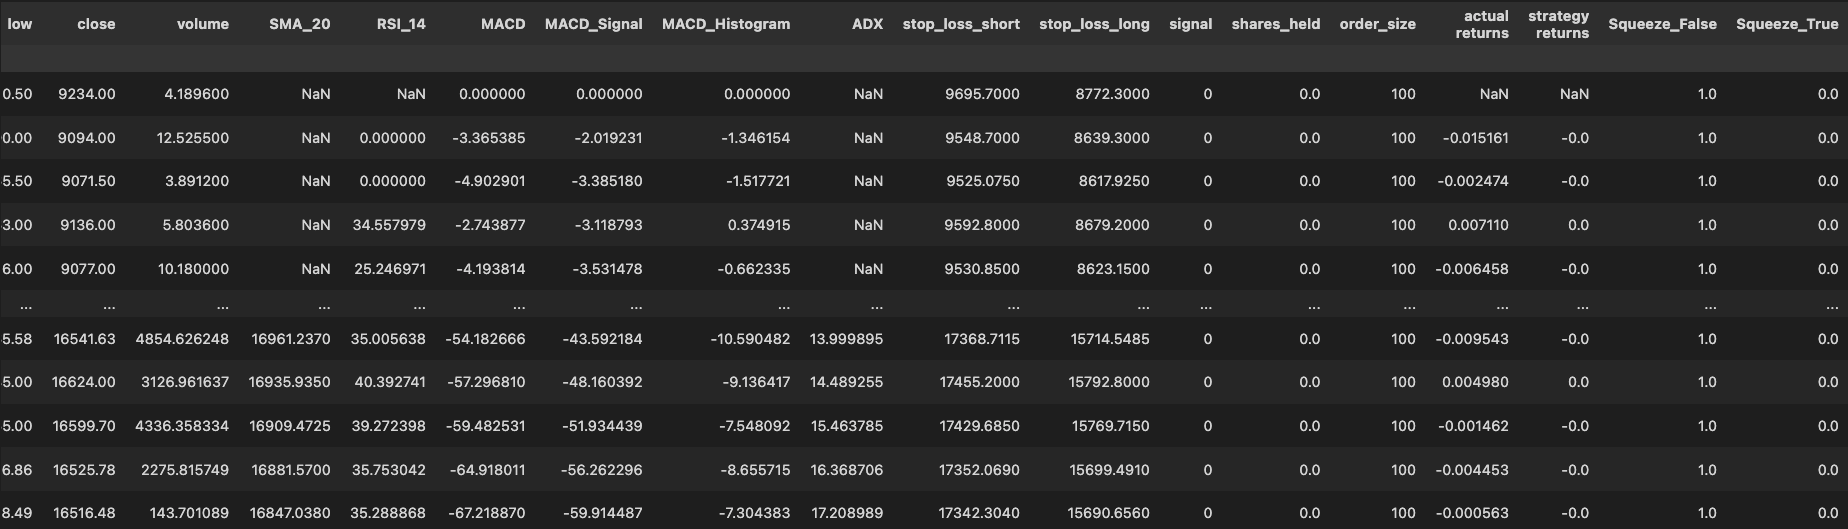 low close volume SMA_20 RSI_14 MACD MACD_Signal MACD_Histogram ADX stop_loss_short stop_loss_long signal shares_held order_size actual returns strategy returns Squeeze_False Squeeze_True
0.50 9234.00 4.189600 NaN NaN 0.000000 0.000000 0.000000 NaN 9695.7000 8772.3000 0 0.0 100 NaN NaN 1.0 0.0
0.00 9094.00 12.525500 NaN 0.000000 -3.365385 -2.019231 -1.346154 NaN 9548.7000 8639.3000 0 0.0 100 -0.015161 -0.0 1.0 0.0
5.50 9071.50 3.891200 NaN 0.000000 -4.902901 -3.385180 -1.517721 NaN 9525.0750 8617.9250 0 0.0 100 -0.002474 -0.0 1.0 0.0
3.00 9136.00 5.803600 NaN 34.557979 -2.743877 -3.118793 0.374915 NaN 9592.8000 8679.2000 0 0.0 100 0.007110 0.0 1.0 0.0
6.00 9077.00 10.180000 NaN 25.246971 -4.193814 -3.531478 -0.662335 NaN 9530.8500 8623.1500 0 0.0 100 -0.006458 -0.0 1.0 0.0
... ... ... ... ... ... ... ... ... ... ... ... ... ... ... ... ... ...
5.58 16541.63 4854.626248 16961.2370 35.005638 -54.182666 -43.592184 -10.590482 13.999895 17368.7115 15714.5485 0 0.0 100 -0.009543 -0.0 1.0 0.0
5.00 16624.00 3126.961637 16935.9350 40.392741 -57.296810 -48.160392 -9.136417 14.489255 17455.2000 15792.8000 0 0.0 100 0.004980 0.0 1.0 0.0
5.00 16599.70 4336.358334 16909.4725 39.272398 -59.482531 -51.934439 -7.548092 15.463785 17429.6850 15769.7150 0 0.0 100 -0.001462 -0.0 1.0 0.0
6.86 16525.78 2275.815749 16881.5700 35.753042 -64.918011 -56.262296 -8.655715 16.368706 17352.0690 15699.4910 0 0.0 100 -0.004453 -0.0 1.0 0.0
8.49 16516.48 143.701089 16847.0380 35.288868 -67.218870 -59.914487 -7.304383 17.208989 17342.3040 15690.6560 0 0.0 100 -0.000563 -0.0 1.0 0.0